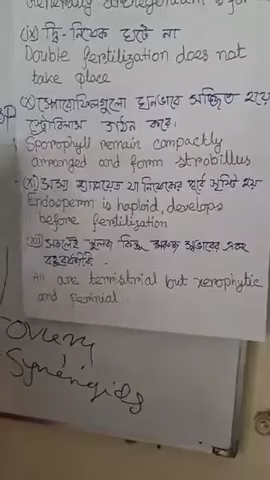 (ix) দ্বি-নিষেক ঘটে না
Double fertilization does not
take place
(x) স্পোরোফিলগুলো ঘনভাবে সজ্জিত হয়ে
স্ট্রোবিলাস গঠন করে।
Sporophyll remain compactly
arranged and form strobillus
(xi) শস্য হ্যাপ্লয়েড যা নিষেকের পূর্বে সৃষ্টি হয়
Endosperm is haploid, develops
before fertilization
(xii) সকলেই স্থলজ কিন্তু
বহুবর্ষজীবী
All are terristrial but xerophytic
and perinial.
Overy
Synergids